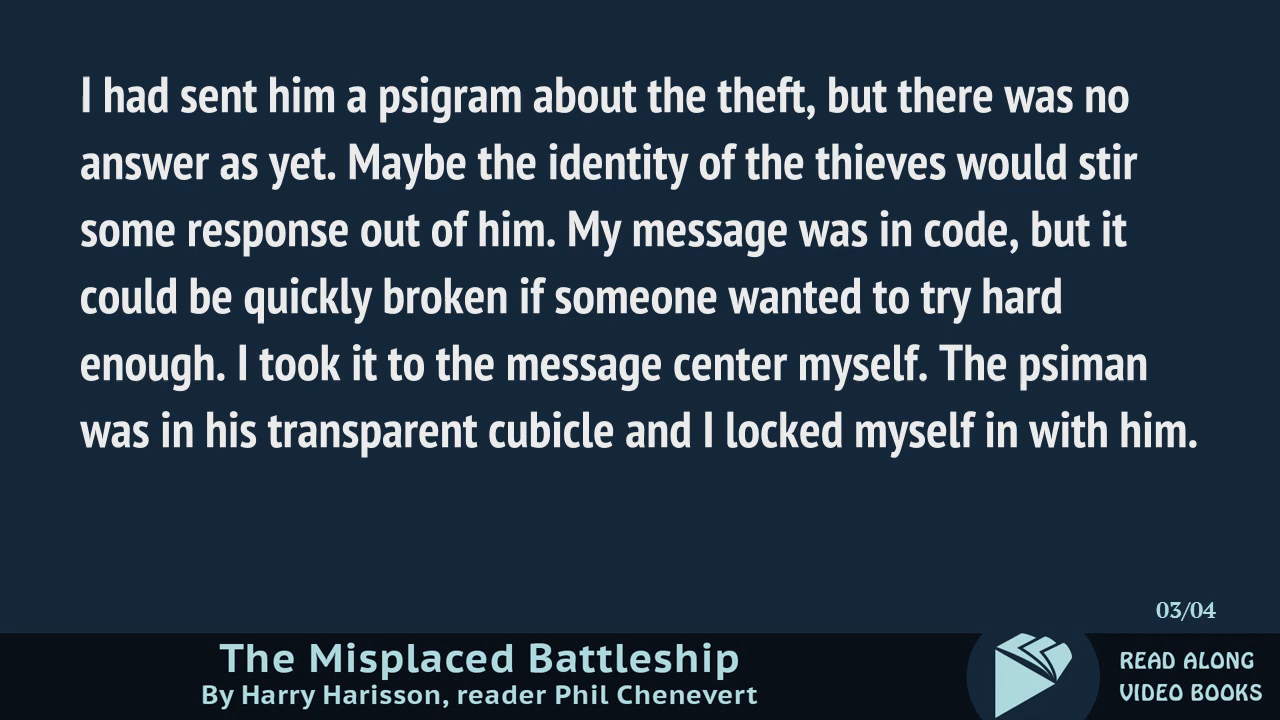 I had sent him a psigram about the theft, but there was no
answer as yet. Maybe the identity of the thieves would stir
some response out of him. My message was in code, but it
could be quickly broken if someone wanted to try hard
enough. I took it to the message center myself. The psiman
was in his transparent cubicle and I locked myself in with him.
03/04
The Misplaced Battleship
By Harry Harisson, reader Phil Chenevert
READ ALONG
VIDEO BOOKS